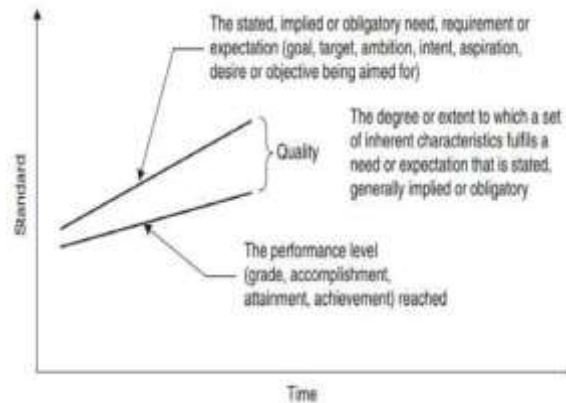 The stated, implied or obligatory need, requirement or
expectation (goal, target, ambition, intent, aspiration,
desire or objective being aimed for)
The degree or extent to which a set
of inherent characteristics fulfils a
need or expectation that is stated,
generally implied or obligatory
Quality
Standard
The performance level
(grade, accomplishment,
attainment, achievement) reached
Time